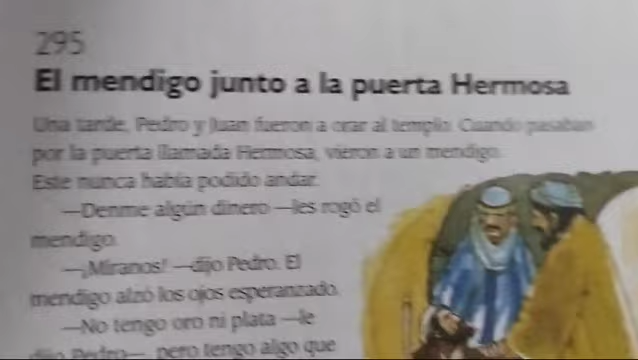 295
El mendigo junto a la puerta Hermosa
Una tarde, Pedro y Juan fueron a orar al templo. Cuando pasaban
por la puerta llamada Hermosa, vieron a un mendigo.
Este nunca había podido andar.
—Denme algún dinero —les rogó el
mendigo.
—¡Míranos! —dijo Pedro. El
mendigo alzó los ojos esperanzado.
—No tengo oro ni plata —le
dijo Pedro—, pero tengo algo que